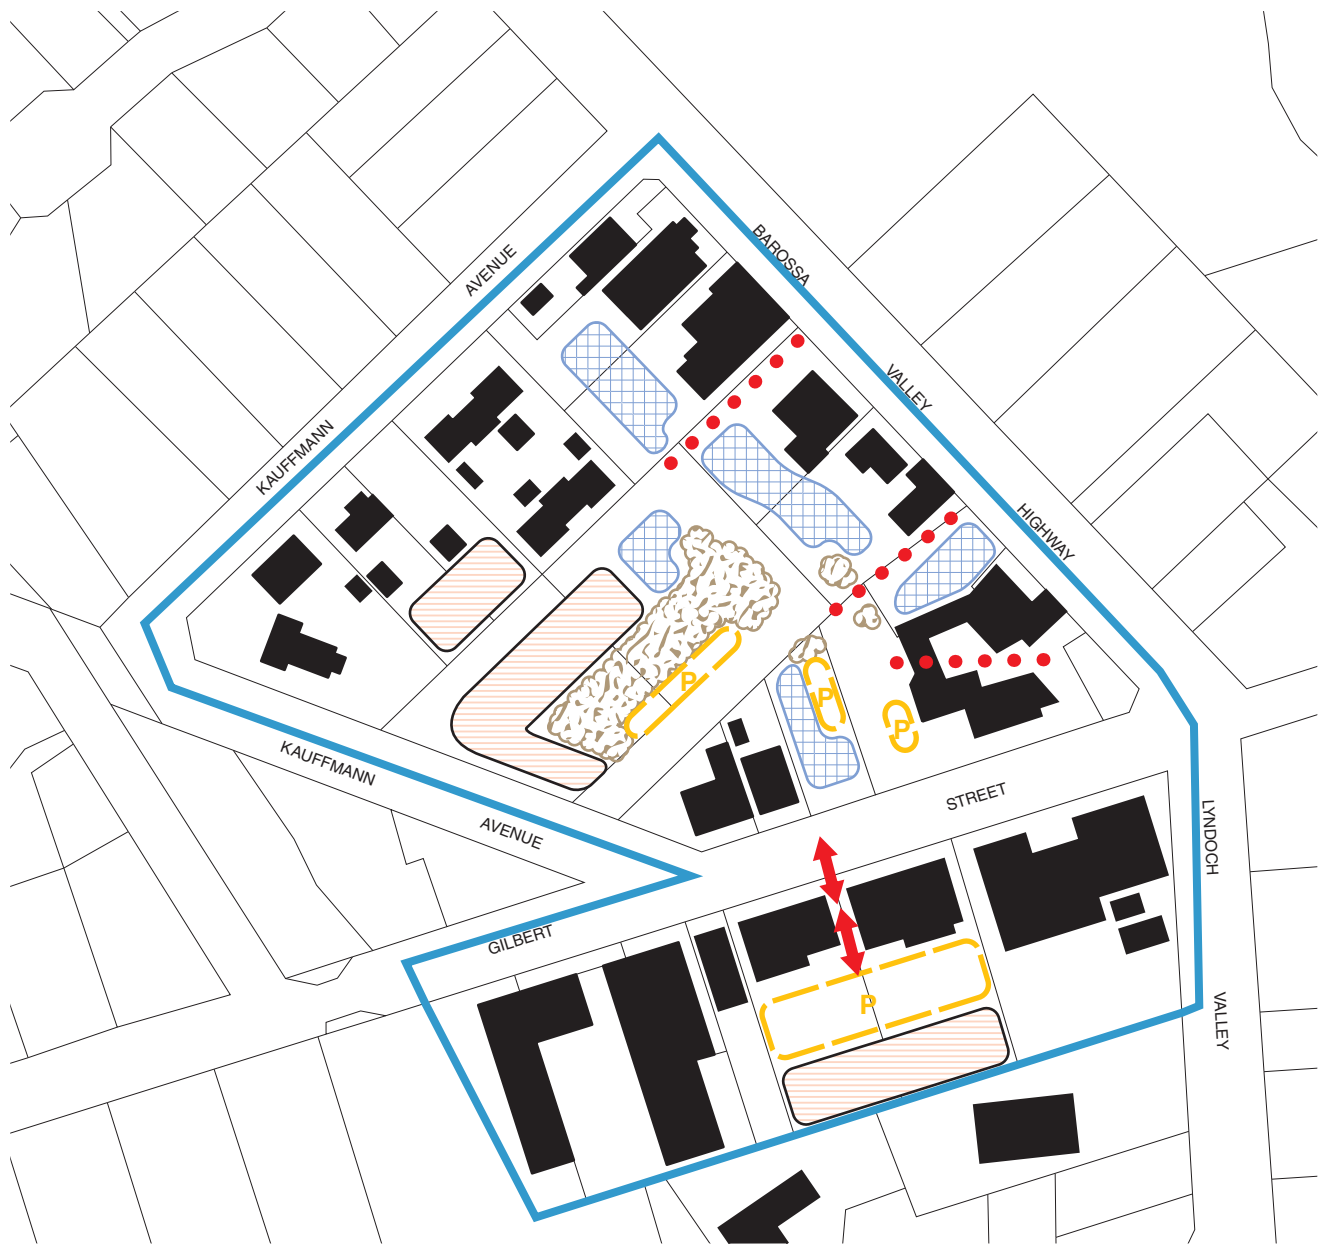 BAROSSA
AVENUE
VALLEY
KAUFFMANN
HIGHWAY
P
P
P
KAUFFMANN
STREET
AVENUE
LYNDOCH
GILBERT
P
VALLEY